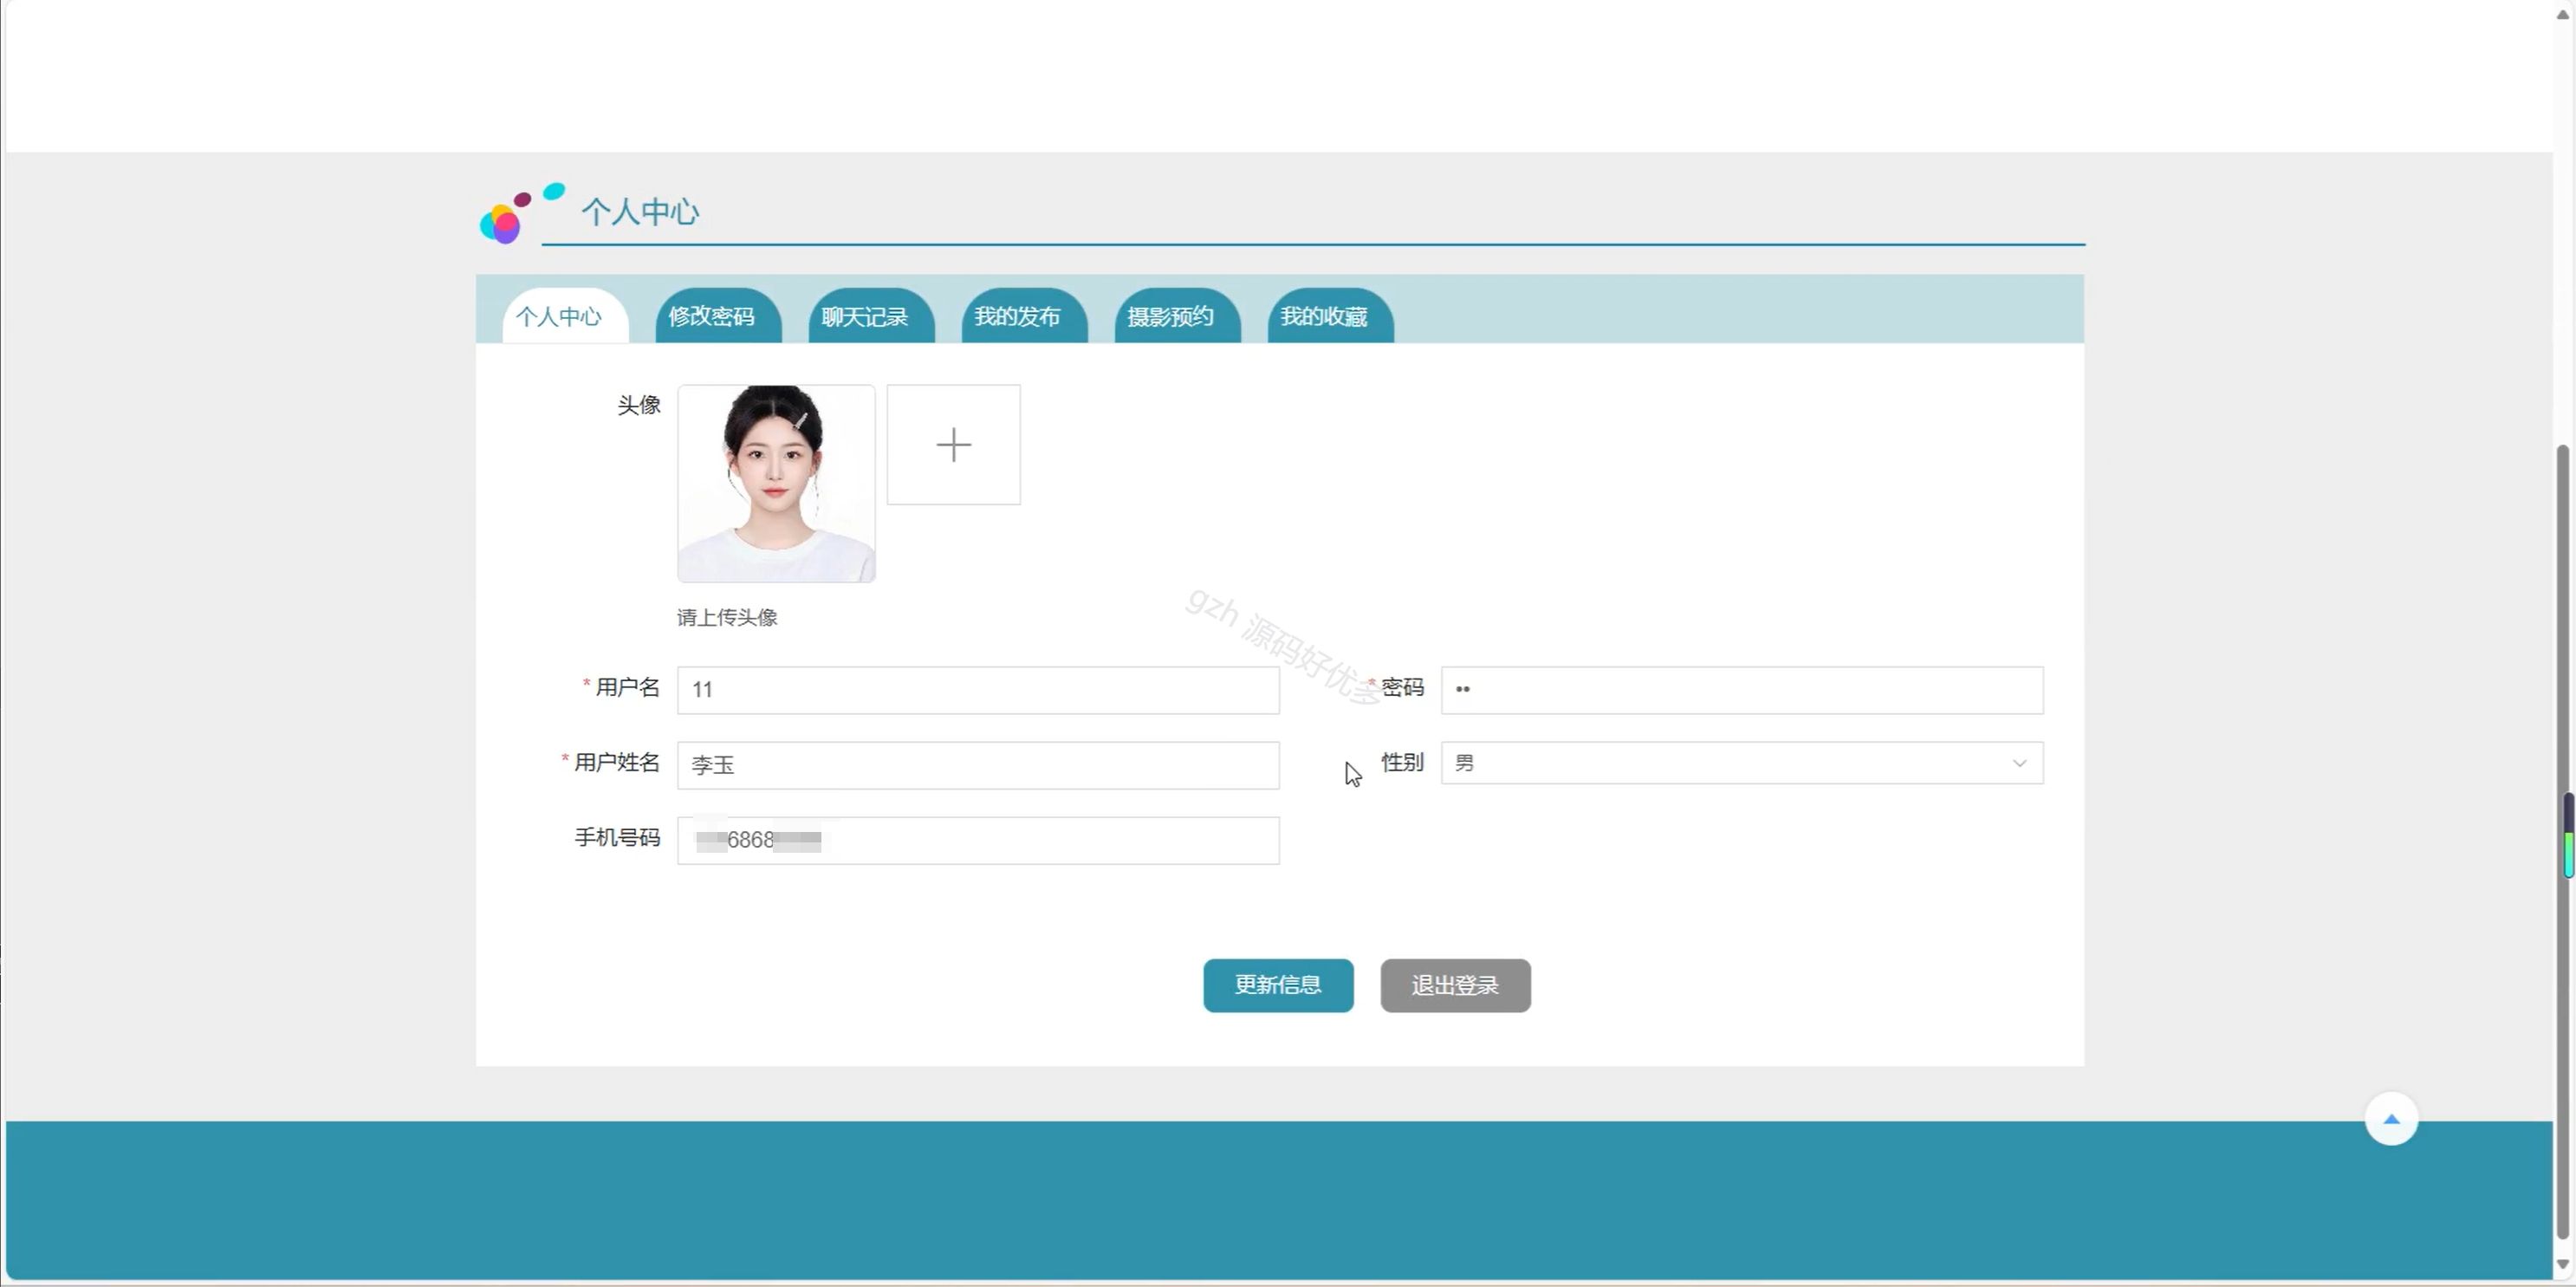 个人中心
个人中心 修改密码 聊天记录 我的发布 摄影预约 我的收藏
头像
请上传头像
gzh 源码好优多
* 用户名 11 * 密码 ••
* 用户姓名 李玉 性别 男
手机号码 6868
更新信息 退出登录